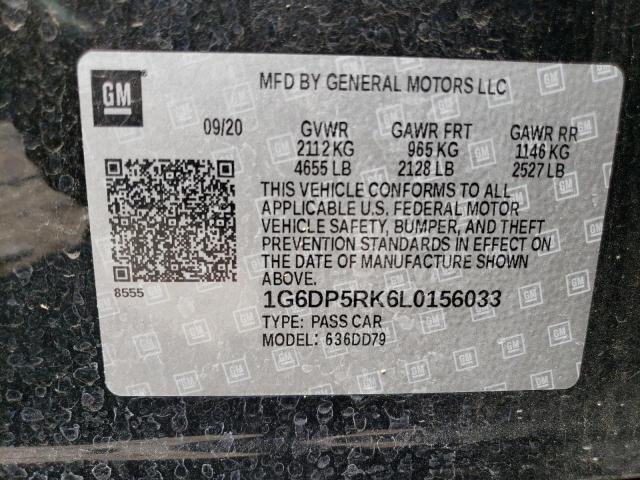 GM
MFD BY GENERAL MOTORS LLC
09/20 GVWR GAWR FRT GAWR RR
2112 KG 965 KG 1146 KG
4655 LB 2128 LB 2527 LB
THIS VEHICLE CONFORMS TO ALL
APPLICABLE U.S. FEDERAL MOTOR
VEHICLE SAFETY, BUMPER, AND THEFT
PREVENTION STANDARDS IN EFFECT ON
THE DATE OF MANUFACTURE SHOWN
ABOVE.
8555
1G6DP5RK6L0156033
TYPE: PASS CAR
MODEL: 636DD79